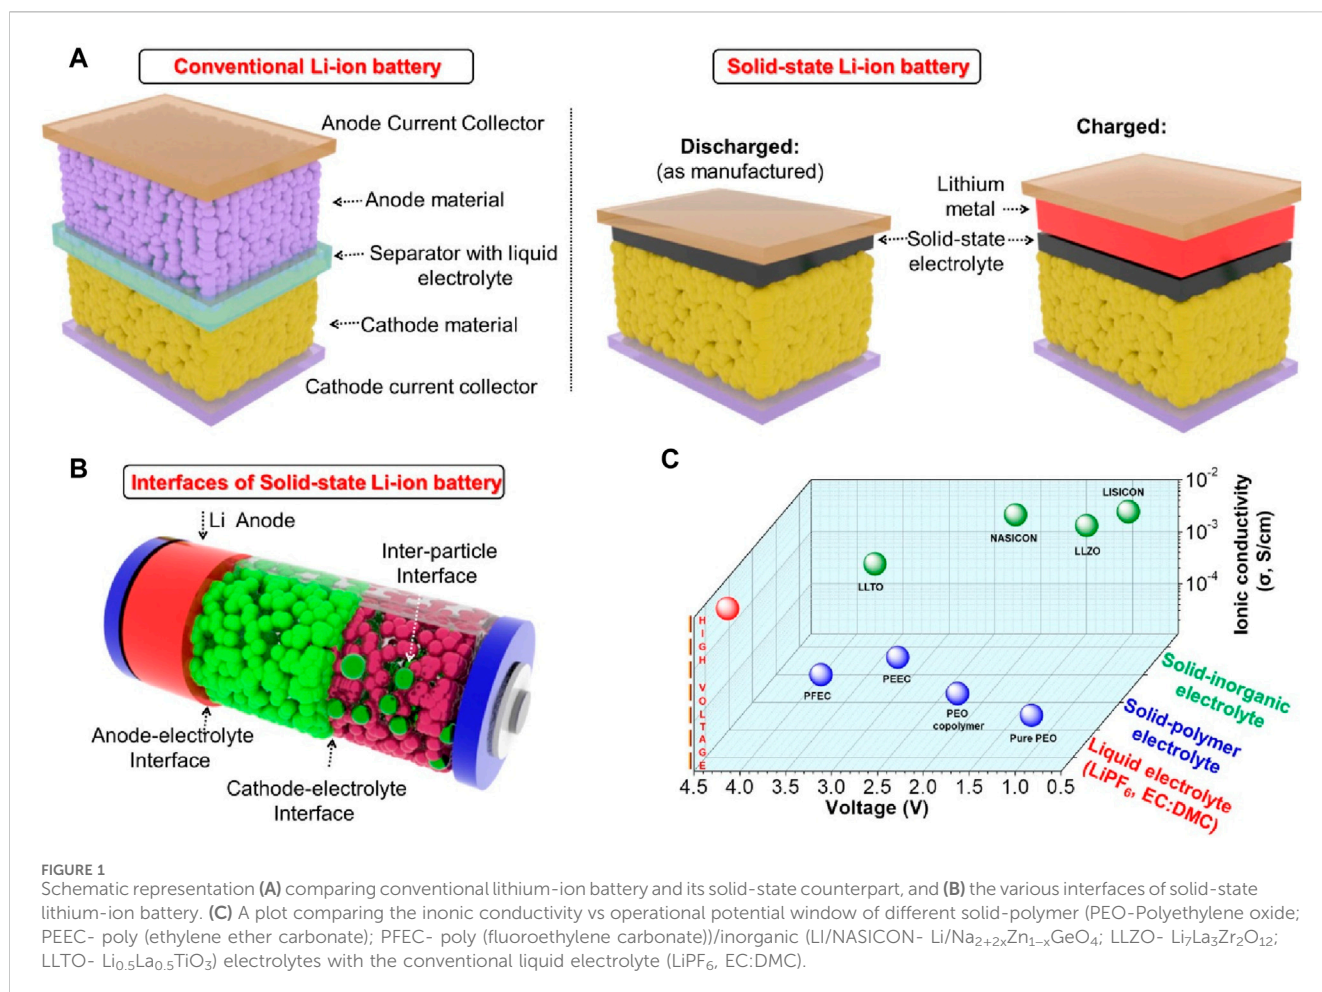 A
Conventional Li-ion battery
Solid-state Li-ion battery
Anode Current Collector
Anode material
Separator with liquid
electrolyte
Cathode material
Cathode current collector
Discharged:
(as manufactured)
Charged:
Lithium
metal
Solid-state
electrolyte
B
Interfaces of Solid-state Li-ion battery
Li Anode
Inter-particle
Interface
Anode-electrolyte
Interface
Cathode-electrolyte
Interface
C
10⁻²
10⁻³
10⁻⁴
Ionic conductivity
(σ, S/cm)
LISICON
NASICON
LLZO
LLTO
HIGH VOLTAGE
PFEC
PEEC
PEO
copolymer
Pure PEO
4.5 4.0 3.5 2.5 2.0 1.5 1.0 0.5
Voltage (V)
Solid-inorganic
electrolyte
Solid-polymer
electrolyte
Liquid electrolyte
(LiPF₆, EC:DMC)
FIGURE 1
Schematic representation (A) comparing conventional lithium-ion battery and its solid-state counterpart, and (B) the various interfaces of solid-state
lithium-ion battery. (C) A plot comparing the inonic conductivity vs operational potential window of different solid-polymer (PEO-Polyethylene oxide;
PEEC- poly (ethylene ether carbonate); PFEC- poly (fluoroethylene carbonate))/inorganic (LI/NASICON- Li/Na₂₊₂ₓZn₁₋ₓGeO₄; LLZO- Li₇La₃Zr₂O₁₂;
LLTO- Li₀.₅La₀.₅TiO₃) electrolytes with the conventional liquid electrolyte (LiPF₆, EC:DMC).